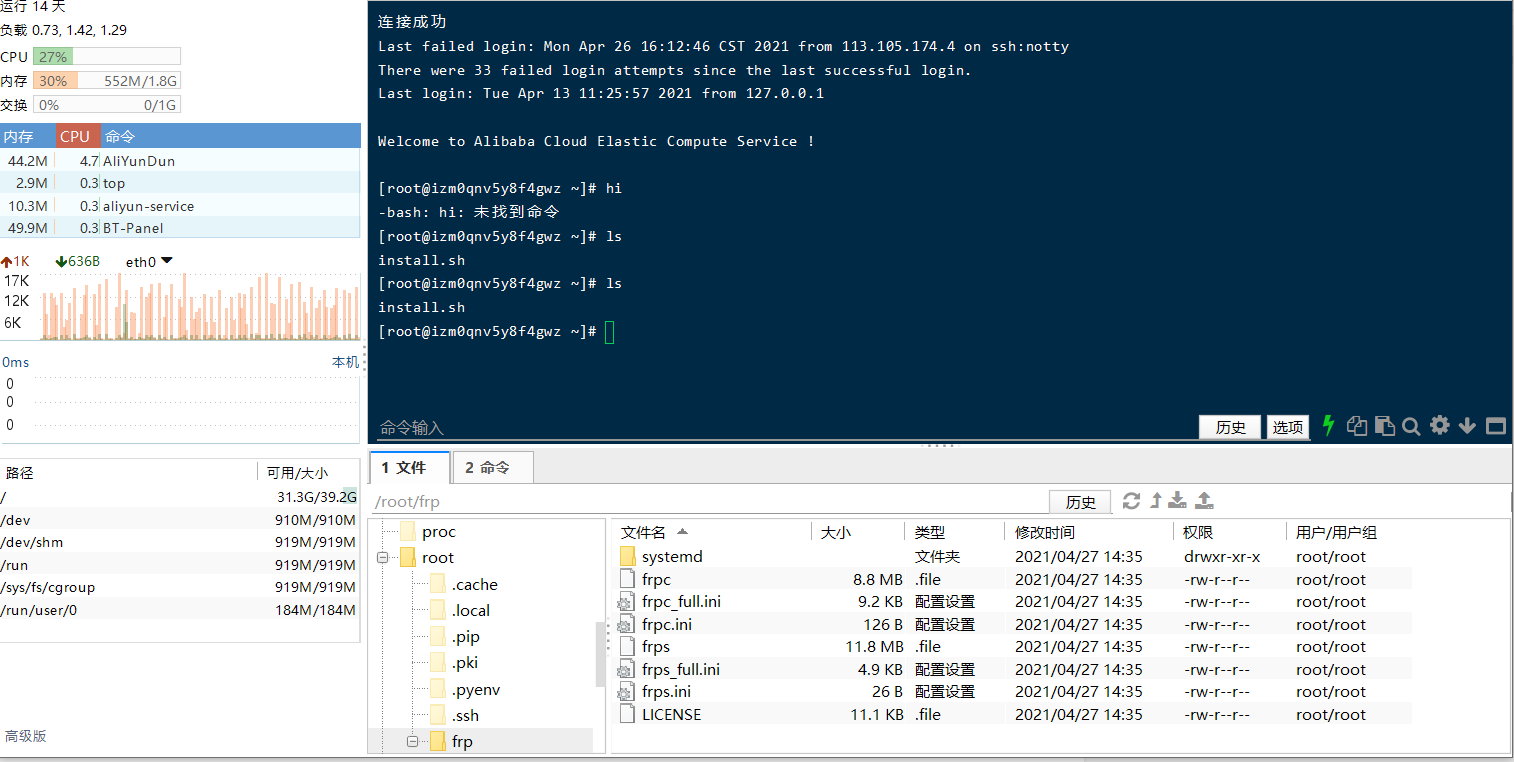 运行 14 天
负载 0.73, 1.42, 1.29
CPU 27%
内存 30% 552M/1.8G
交换 0% 0/1G
内存 CPU 命令
44.2M 4.7 AliYunDun
2.9M 0.3 top
10.3M 0.3 aliyun-service
49.9M 0.3 BT-Panel
1K 636B eth0
17K
12K
6K
0ms 本机
0
0
0
路径 可用/大小
/ 31.3G/39.2G
/dev 910M/910M
/dev/shm 919M/919M
/run 919M/919M
/sys/fs/cgroup 919M/919M
/run/user/0 184M/184M
高级版
连接成功
Last failed login: Mon Apr 26 16:12:46 CST 2021 from 113.105.174.4 on ssh:notty
There were 33 failed login attempts since the last successful login.
Last login: Tue Apr 13 11:25:57 2021 from 127.0.0.1
Welcome to Alibaba Cloud Elastic Compute Service !
[root@izm0qnv5y8f4gwz ~]# hi
-bash: hi: 未找到命令
[root@izm0qnv5y8f4gwz ~]# ls
install.sh
[root@izm0qnv5y8f4gwz ~]# ls
install.sh
[root@izm0qnv5y8f4gwz ~]#
命令输入 历史 选项
1 文件 2 命令
/root/frp 历史
proc
root
.cache
.local
.pip
.pki
.pyenv
.ssh
frp
文件名 大小 类型 修改时间 权限 用户/用户组
systemd 文件夹 2021/04/27 14:35 drwxr-xr-x root/root
frpc 8.8 MB .file 2021/04/27 14:35 -rw-r--r-- root/root
frpc_full.ini 9.2 KB 配置设置 2021/04/27 14:35 -rw-r--r-- root/root
frpc.ini 126 B 配置设置 2021/04/27 14:35 -rw-r--r-- root/root
frps 11.8 MB .file 2021/04/27 14:35 -rw-r--r-- root/root
frps_full.ini 4.9 KB 配置设置 2021/04/27 14:35 -rw-r--r-- root/root
frps.ini 26 B 配置设置 2021/04/27 14:35 -rw-r--r-- root/root
LICENSE 11.1 KB .file 2021/04/27 14:35 -rw-r--r-- root/root